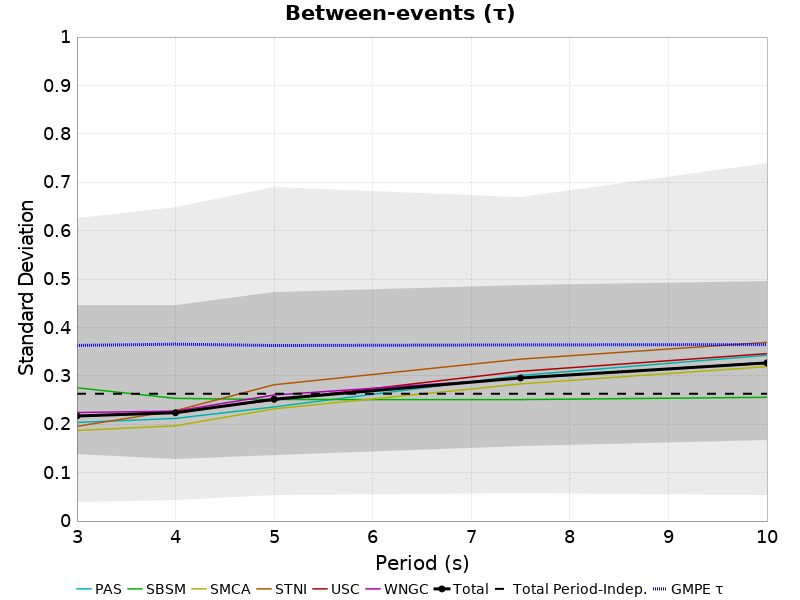 Between-events (τ)
1
0.9
0.8
0.7
0.6
0.5
0.4
0.3
0.2
0.1
0
Standard Deviation
3 4 5 6 7 8 9 10
Period (s)
PAS SBSM SMCA STNI USC WNGC Total Total Period-Indep. GMPE τ